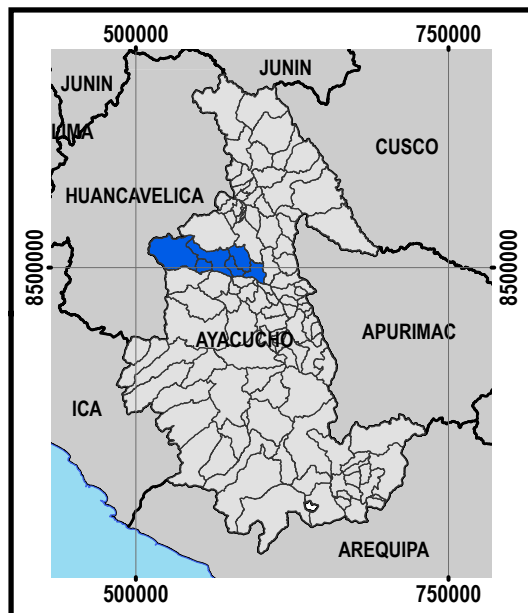 500000 750000
JUNIN
JUNIN
LIMA
CUSCO
HUANCAVELICA
8500000
8500000
AYACUCHO
APURIMAC
ICA
AREQUIPA
500000 750000